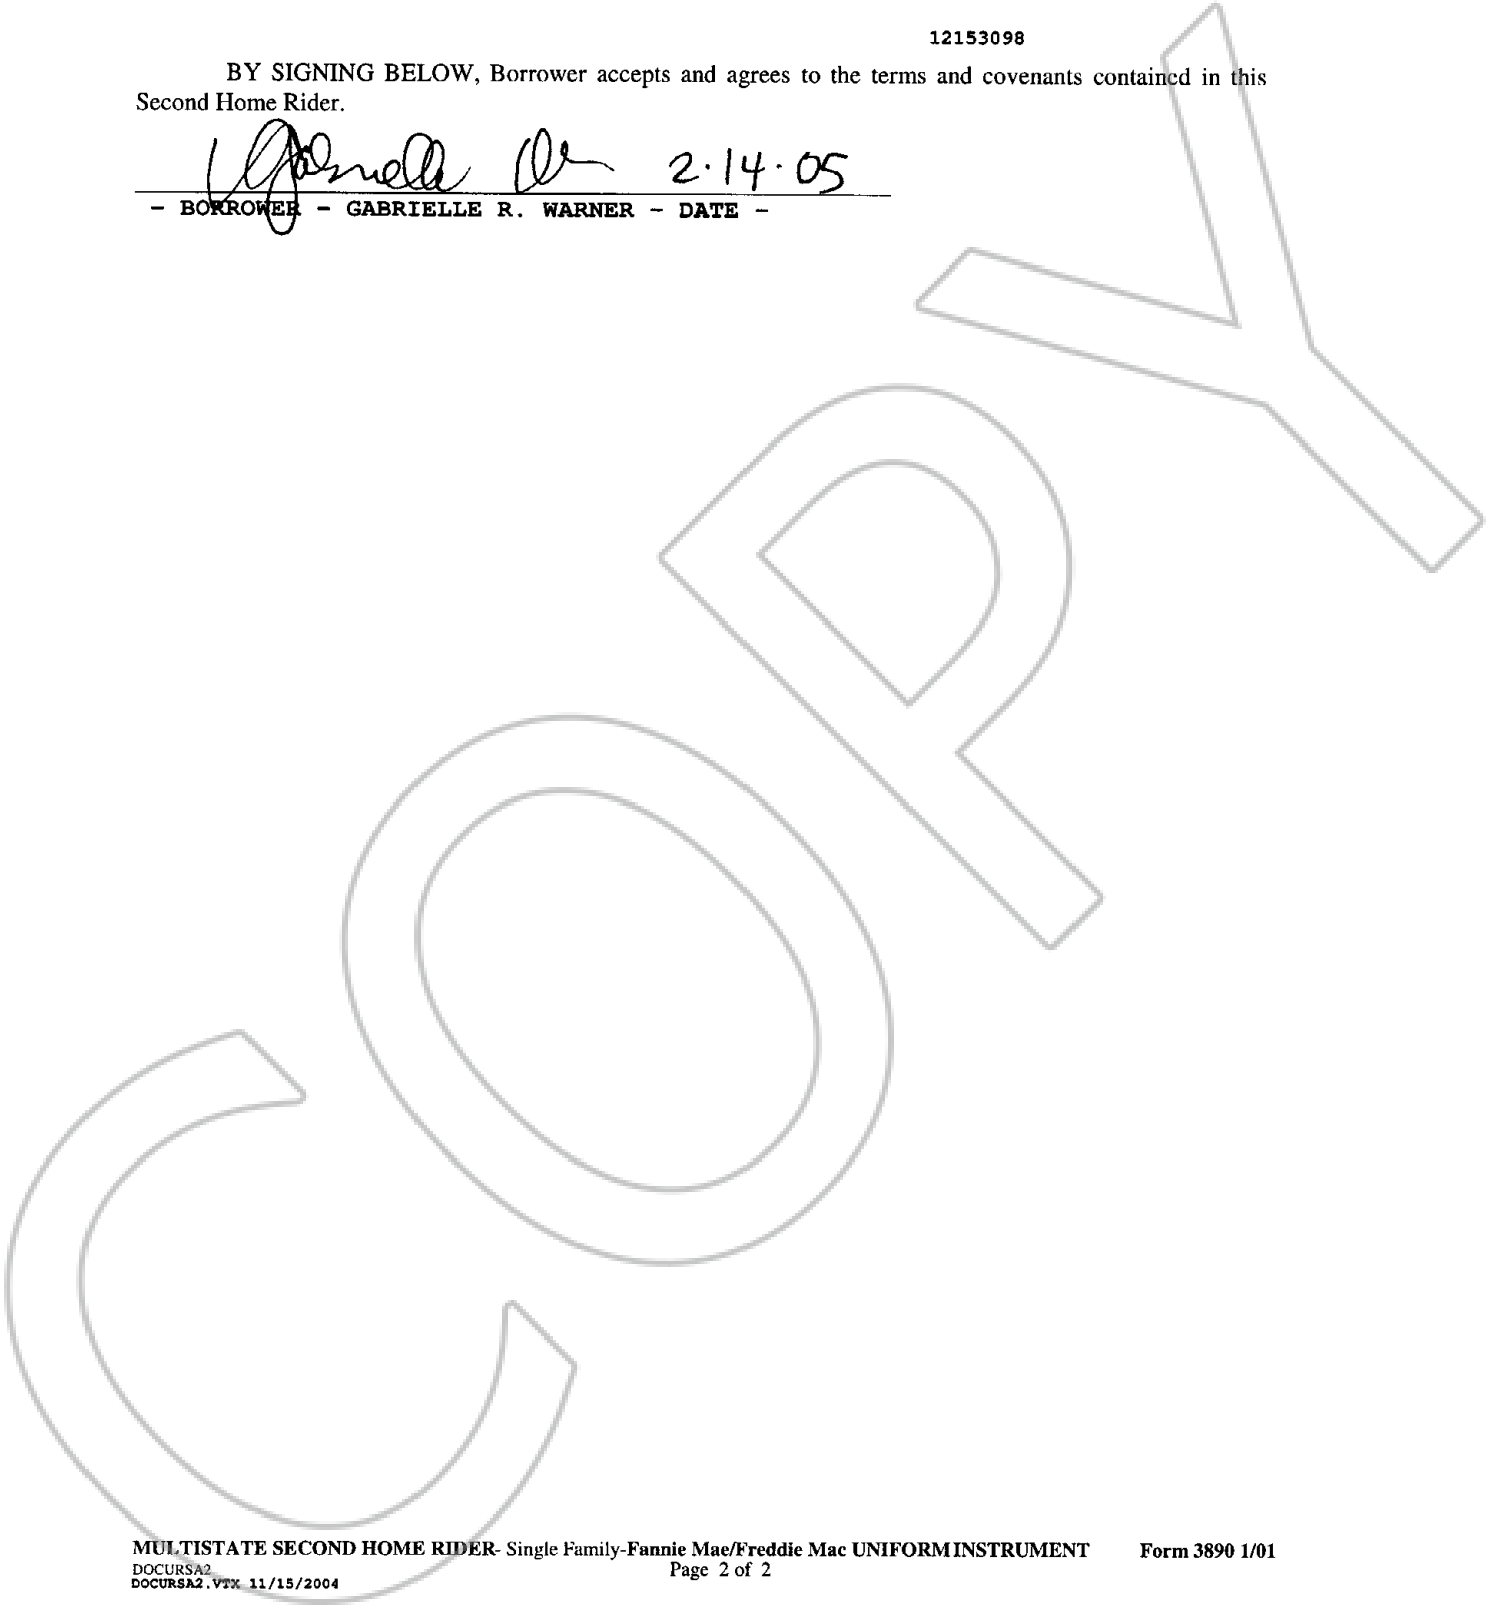 12153098
BY SIGNING BELOW, Borrower accepts and agrees to the terms and covenants contained in this
Second Home Rider.
Gabrielle 2·14·05
- BORROWER - GABRIELLE R. WARNER - DATE -
COPY
MULTISTATE SECOND HOME RIDER- Single Family-Fannie Mae/Freddie Mac UNIFORM INSTRUMENT Form 3890 1/01
DOCURSA2 Page 2 of 2
DOCURSA2.VTX 11/15/2004